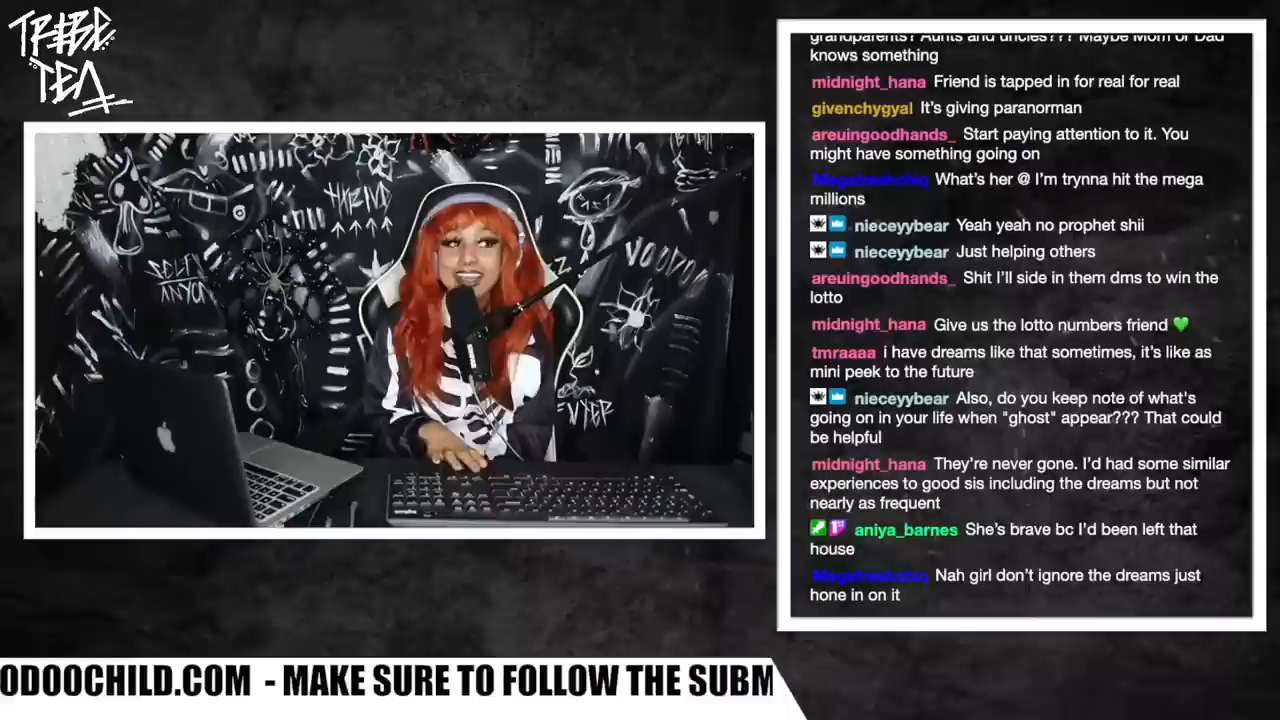 TRIBE
TEA
grandparents? Aunts and uncles??? Maybe Mom or Dad
knows something
midnight_hana Friend is tapped in for real for real
givenchygyal It's giving paranorman
areuingoodhands_ Start paying attention to it. You
might have something going on
Megafreshchiq What's her @ I'm trynna hit the mega
millions
nieceyybear Yeah yeah no prophet shii
nieceyybear Just helping others
areuingoodhands_ Shit I'll side in them dms to win the
lotto
midnight_hana Give us the lotto numbers friend 💚
tmraaaa i have dreams like that sometimes, it's like as
mini peek to the future
nieceyybear Also, do you keep note of what's
going on in your life when "ghost" appear??? That could
be helpful
midnight_hana They're never gone. I'd had some similar
experiences to good sis including the dreams but not
nearly as frequent
aniya_barnes She's brave bc I'd been left that
house
Megafreshchiq Nah girl don't ignore the dreams just
hone in on it
VOODOO
ODOOCHILD.COM - MAKE SURE TO FOLLOW THE SUBM